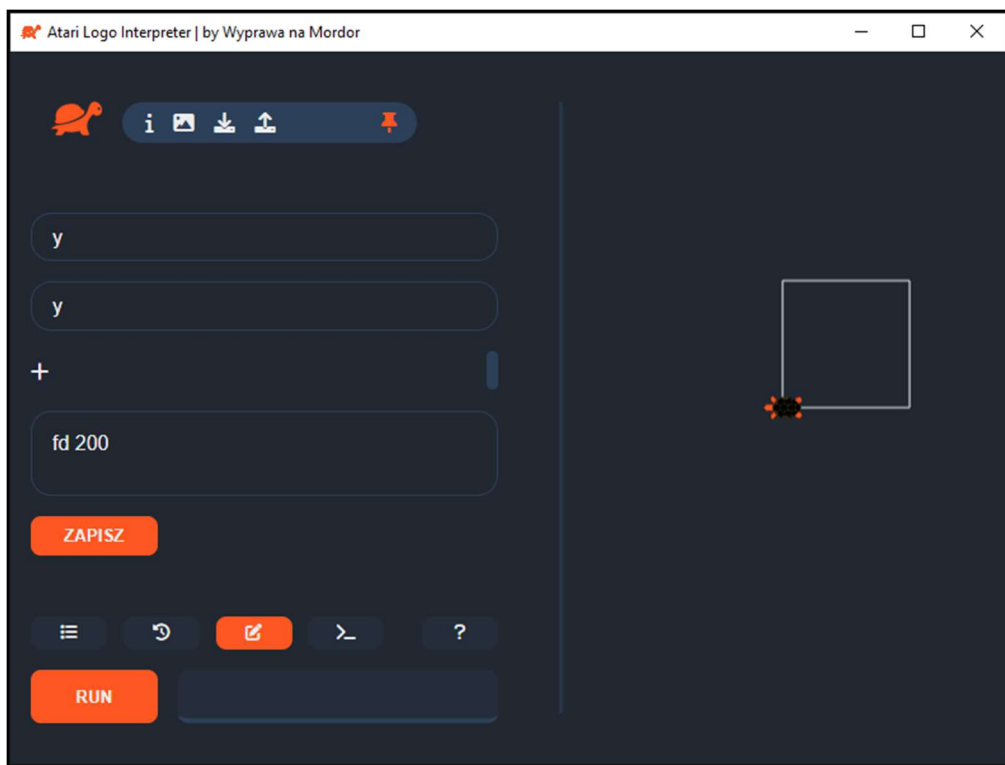 Atari Logo Interpreter | by Wyprawa na Mordor
y
y
fd 200
ZAPISZ
RUN